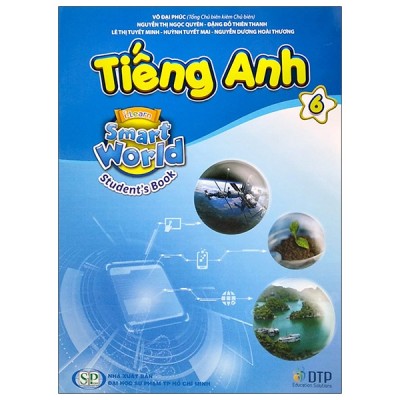 VÕ ĐẠI PHÚC (Tổng Chủ biên kiêm Chủ biên)
NGUYỄN THỊ NGỌC QUYÊN - ĐẶNG ĐỖ THIÊN THANH
LÊ THỊ TUYẾT MINH - HUỲNH TUYẾT MAI - NGUYỄN DƯƠNG HOÀI THƯƠNG
Tiếng Anh
6
i-Learn
Smart
World
Student's Book
SP
NHÀ XUẤT BẢN
ĐẠI HỌC SƯ PHẠM TP HỒ CHÍ MINH
DTP
Education Solutions